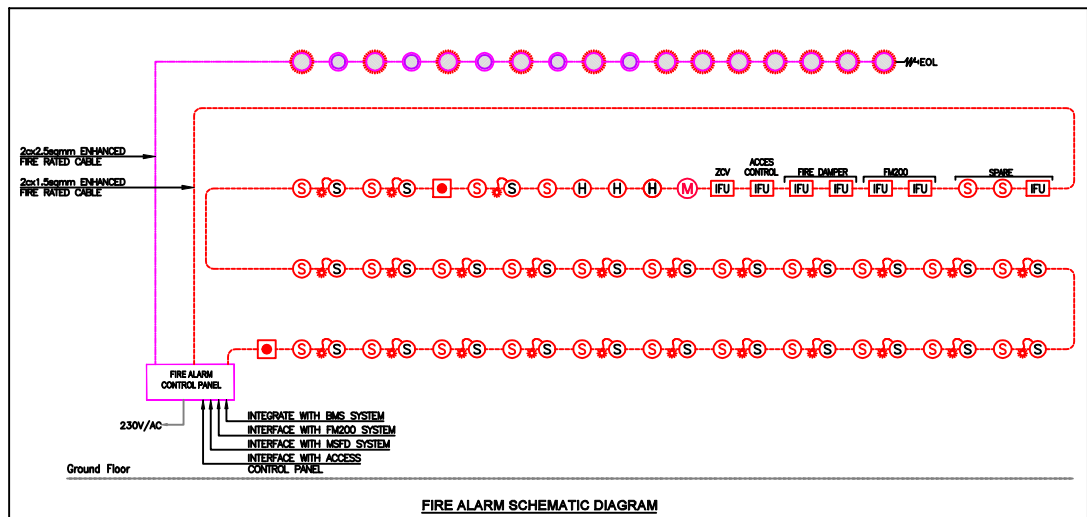 EOL
2cx2.5sqmm ENHANCED
FIRE RATED CABLE
2cx1.5sqmm ENHANCED
FIRE RATED CABLE
ZCV
ACCES
CONTROL
FIRE DAMPER
FM200
SPARE
S S S S S S S H H H M IFU IFU IFU IFU IFU IFU S S IFU
S S S S S S S S S S S S S S S S S S S S S S
S S S S S S S S S S S S S S S S S S S S S S
FIRE ALARM
CONTROL PANEL
230V/AC
INTEGRATE WITH BMS SYSTEM
INTERFACE WITH FM200 SYSTEM
INTERFACE WITH MSFD SYSTEM
INTERFACE WITH ACCESS
CONTROL PANEL
Ground Floor
FIRE ALARM SCHEMATIC DIAGRAM